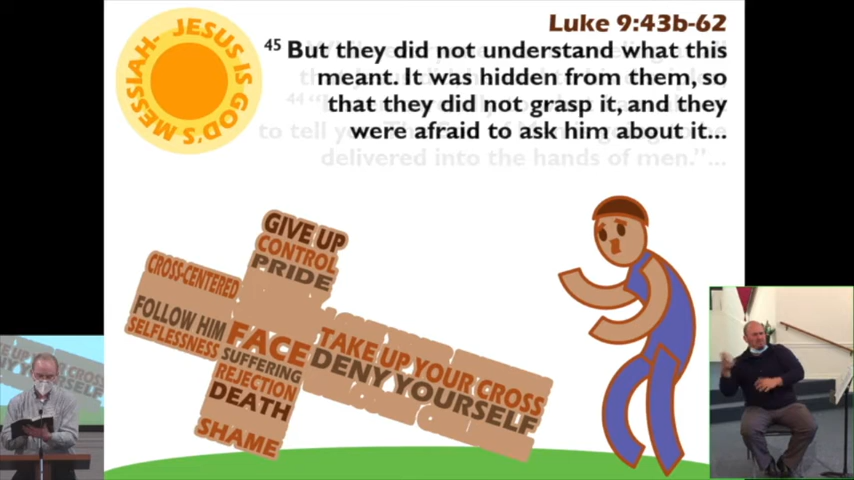 JESUS IS GOD'S MESSIAH-
Luke 9:43b-62
45 But they did not understand what this
meant. It was hidden from them, so
that they did not grasp it, and they
were afraid to ask him about it...
delivered into the hands of men."...
GIVE UP
CONTROL
PRIDE
CROSS-CENTERED
FOLLOW HIM
SELFLESSNESS
FACE
SUFFERING
REJECTION
DEATH
SHAME
TAKE UP YOUR CROSS
DENY YOURSELF